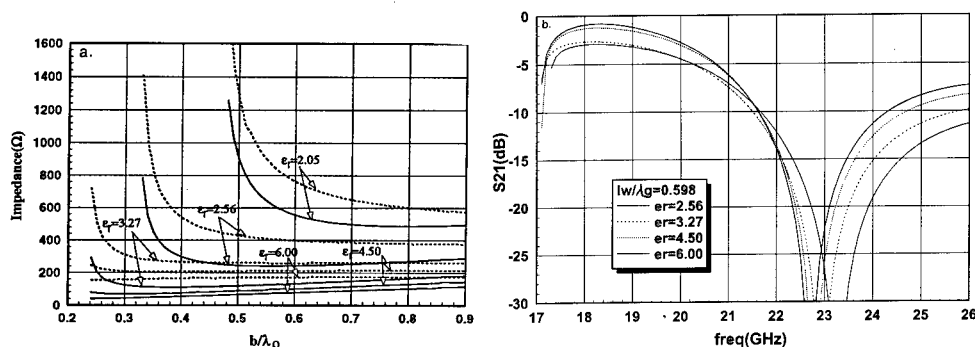 a.
1600
1400
1200
1000
800
600
400
200
0
Impedance(Ω)
εr=2.05
εr=2.56
εr=3.27
εr=6.00
εr=4.50
0.2 0.3 0.4 0.5 0.6 0.7 0.8 0.9
b/λO
b.
0
-5
-10
-15
-20
-25
-30
S21(dB)
lw/λg=0.598
er=2.56
er=3.27
er=4.50
er=6.00
17 18 19 20 21 22 23 24 25 26
freq(GHz)